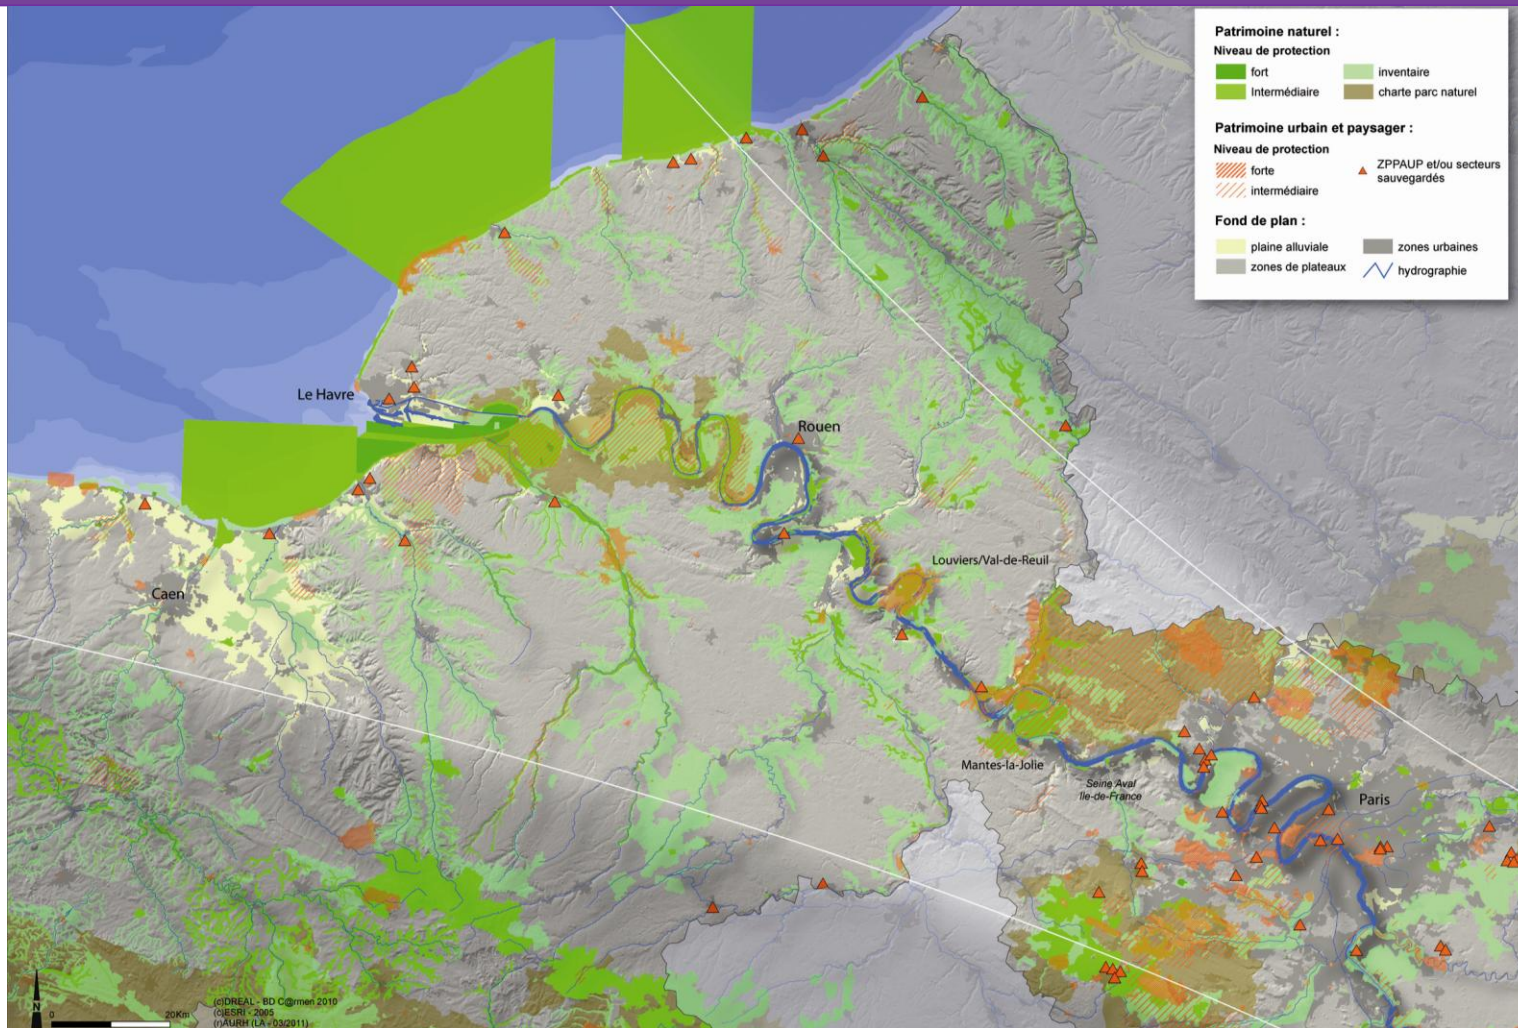 Patrimoine naturel :
Niveau de protection
fort
inventaire
Intermédiaire
charte parc naturel
Patrimoine urbain et paysager :
Niveau de protection
forte
ZPPAUP et/ou secteurs
sauvegardés
intermédiaire
Fond de plan :
plaine alluviale
zones urbaines
zones de plateaux
hydrographie
Le Havre
Rouen
Louviers/Val-de-Reuil
Caen
Mantes-la-Jolie
Seine Aval
Ile-de-France
Paris
N
0 20Km
(c)DREAL - BD C@rmen 2010
(c)ESRI - 2005
(r)AURH (LA - 03/2011)